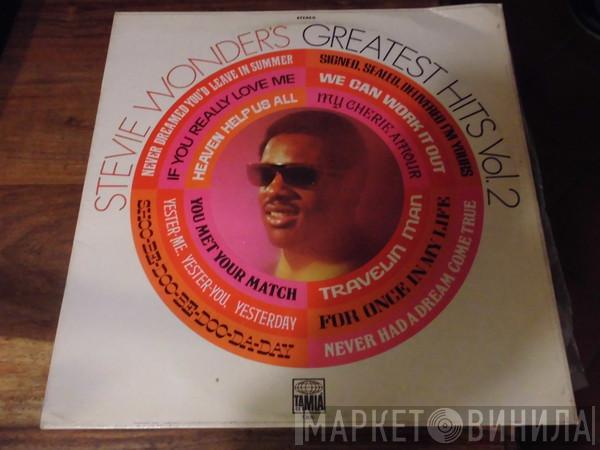 STEREO
STEVIE WONDER'S GREATEST HITS Vol. 2
NEVER DREAMED YOU'D LEAVE IN SUMMER
IF YOU REALLY LOVE ME
HEAVEN HELP US ALL
SIGNED, SEALED, DELIVERED I'M YOURS
WE CAN WORK IT OUT
MY CHERIE AMOUR
SHOO-BE-DOO-BE-DOO-DA-DAY
YESTER-ME, YESTER-YOU, YESTERDAY
YOU MET YOUR MATCH
TRAVELIN MAN
FOR ONCE IN MY LIFE
NEVER HAD A DREAM COME TRUE
TAMLA
МАРКЕТ ВИНИЛА